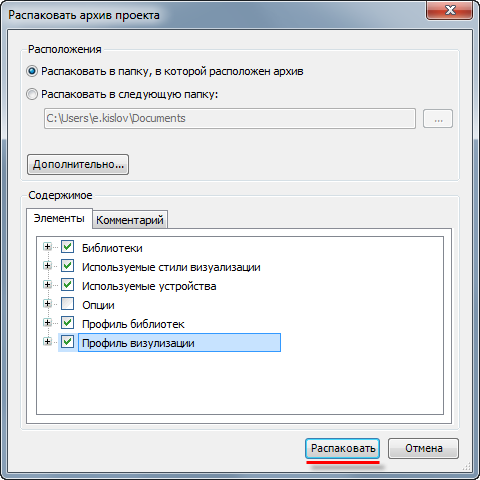 Распаковать архив проекта
Расположения
Распаковать в папку, в которой расположен архив
Распаковать в следующую папку:
C:\Users\e.kislov\Documents
...
Дополнительно...
Содержимое
Элементы
Комментарий
Библиотеки
Используемые стили визуализации
Используемые устройства
Опции
Профиль библиотек
Профиль визулизации
Распаковать
Отмена